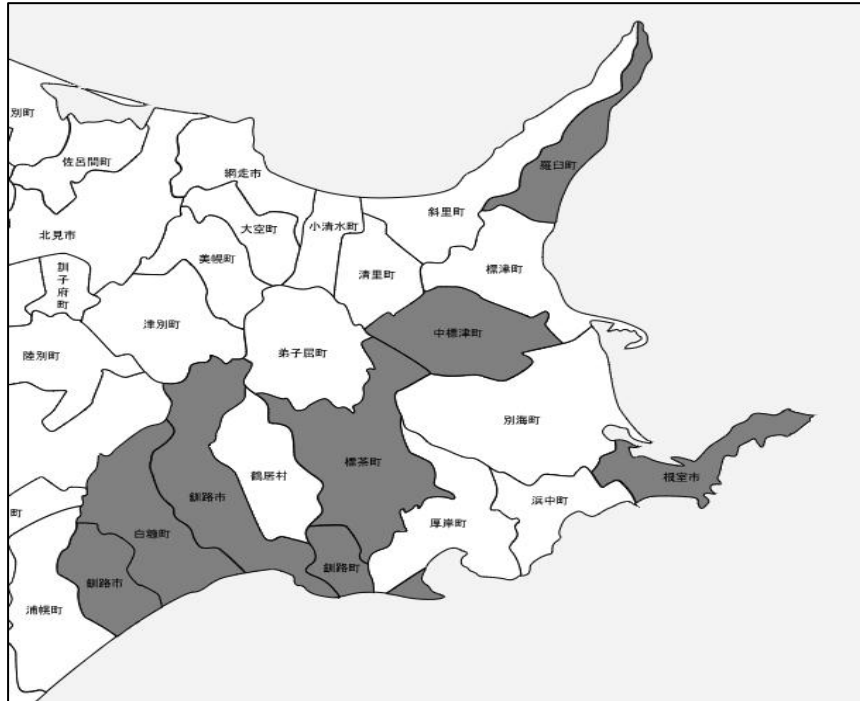 別町
佐呂間町
網走市
羅臼町
斜里町
大空町
小清水町
北見市
美幌町
清里町
標津町
訓子府町
津別町
中標津町
弟子屈町
陸別町
別海町
標茶町
鶴居村
根室市
釧路市
浜中町
町
厚岸町
白糠町
釧路町
釧路市
浦幌町